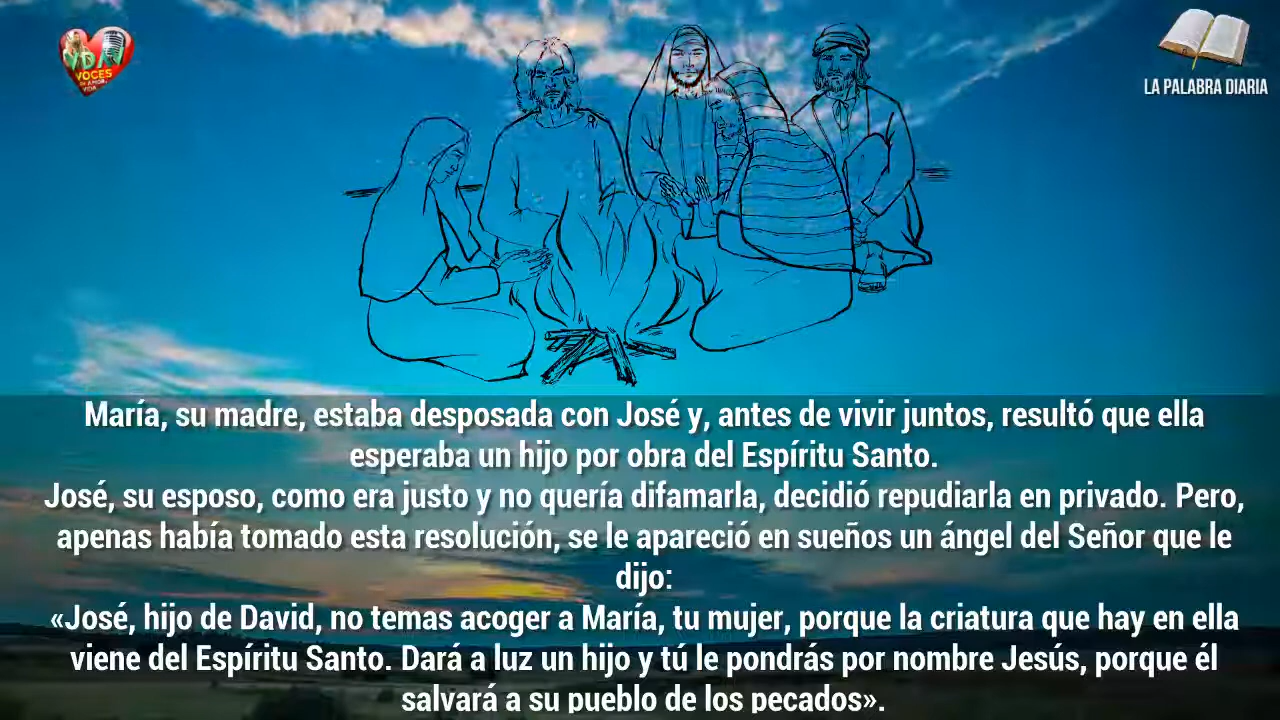 VOCES
DE AMOR,
VIDA
LA PALABRA DIARIA
María, su madre, estaba desposada con José y, antes de vivir juntos, resultó que ella
esperaba un hijo por obra del Espíritu Santo.
José, su esposo, como era justo y no quería difamarla, decidió repudiarla en privado. Pero,
apenas había tomado esta resolución, se le apareció en sueños un ángel del Señor que le
dijo:
«José, hijo de David, no temas acoger a María, tu mujer, porque la criatura que hay en ella
viene del Espíritu Santo. Dará a luz un hijo y tú le pondrás por nombre Jesús, porque él
salvará a su pueblo de los pecados».